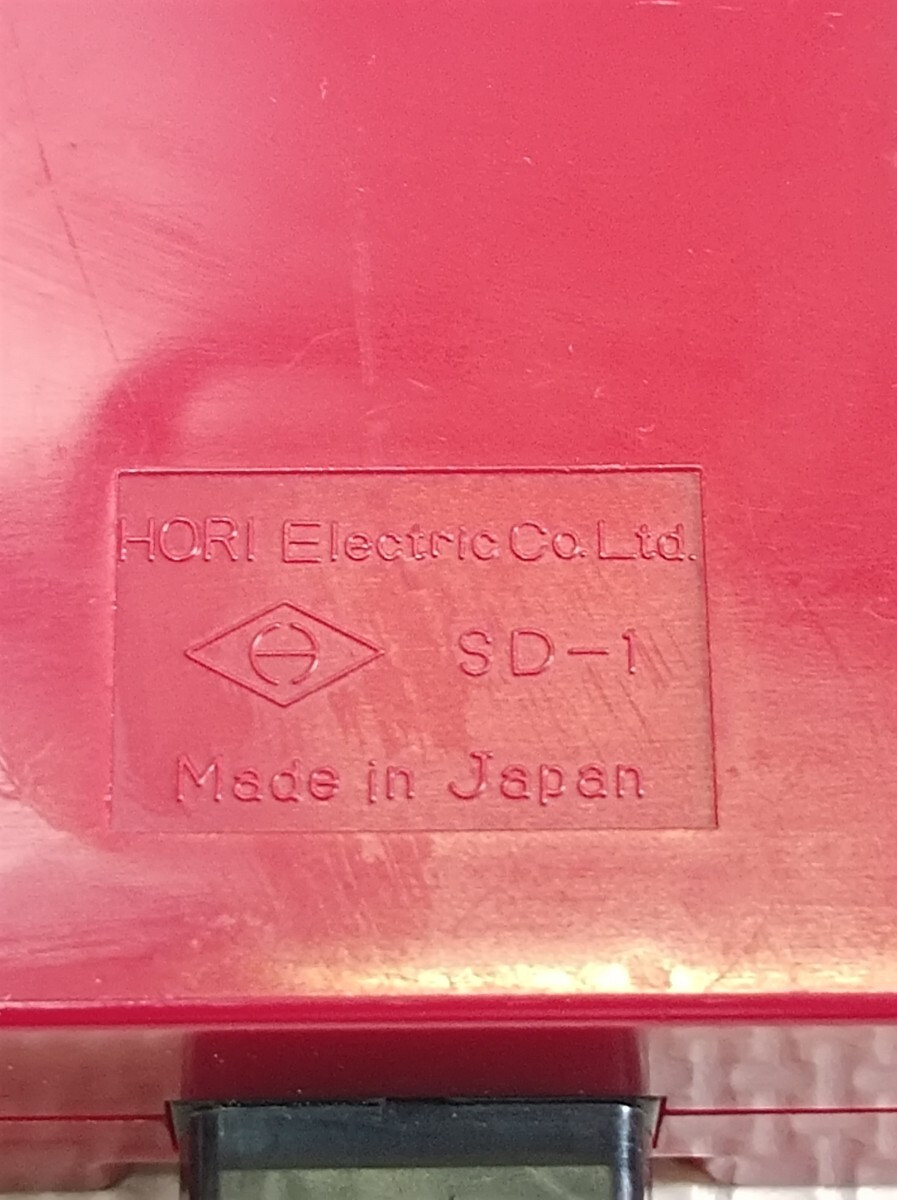 HORI Electric Co. Ltd.
SD-1
Made in Japan